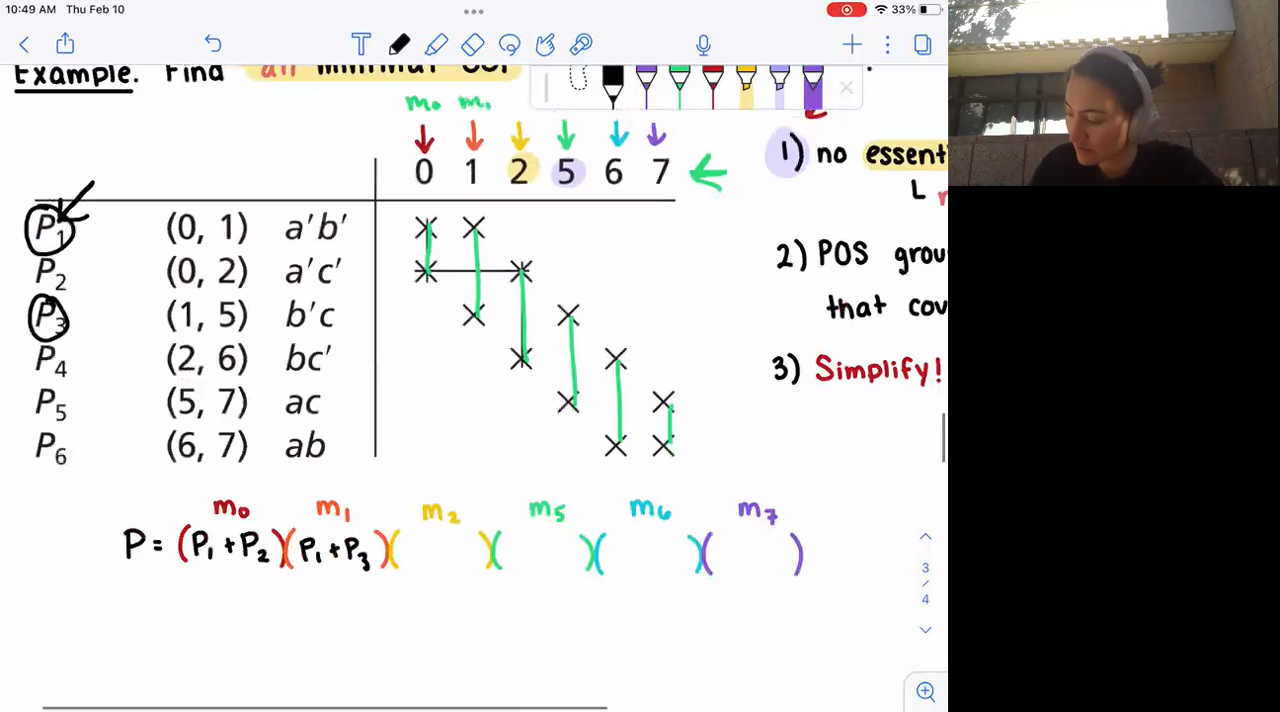 10:49 AM Thu Feb 10
33%
Example. Find all minimal SOP
m0 m1
0 1 2 5 6 7
P1 (0, 1) a′b′
P2 (0, 2) a′c′
P3 (1, 5) b′c
P4 (2, 6) bc′
P5 (5, 7) ac
P6 (6, 7) ab
1) no essent
2) POS grou
that cov
3) Simplify!
m0 m1 m2 m5 m6 m7
P = (P1 + P2)(P1 + P3)( )( )( )( )
3
/
4